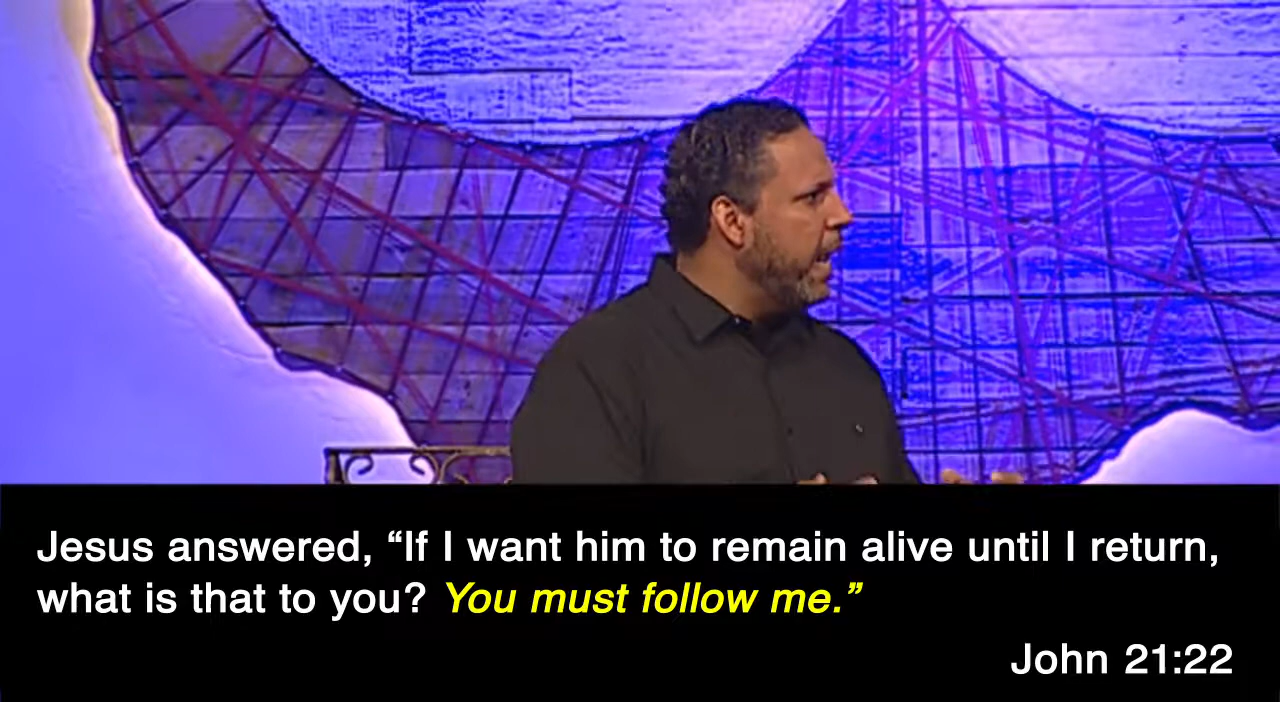 Jesus answered, “If I want him to remain alive until I return,
what is that to you? You must follow me.”
John 21:22